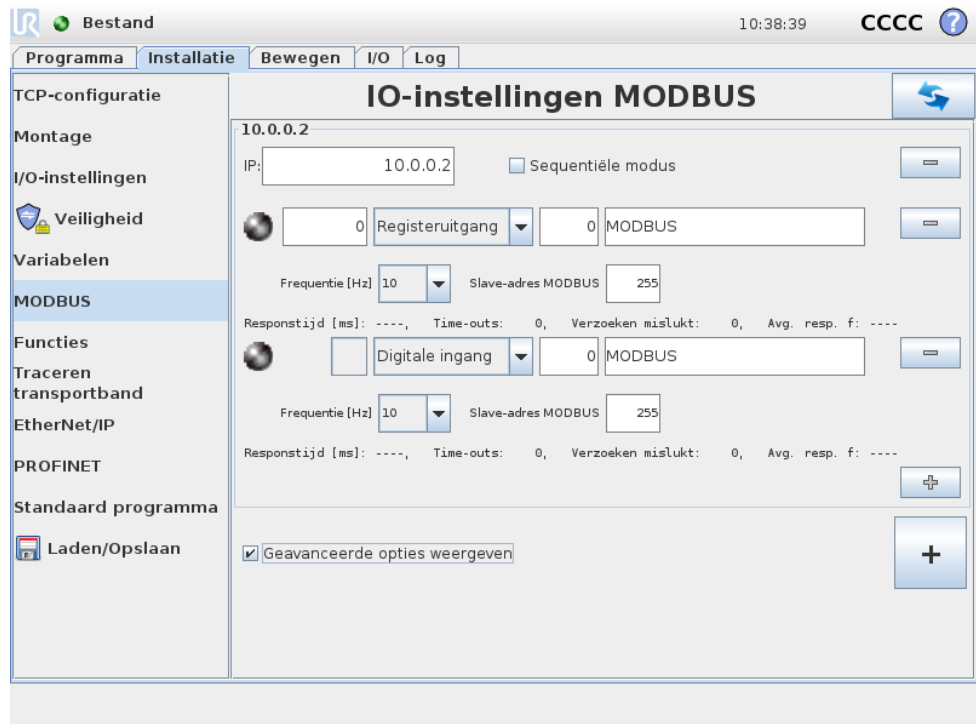 UR Bestand 10:38:39 CCCC ?
Programma Installatie Bewegen I/O Log
TCP-configuratie
Montage
I/O-instellingen
Veiligheid
Variabelen
MODBUS
Functies
Traceren
transportband
EtherNet/IP
PROFINET
Standaard programma
Laden/Opslaan
IO-instellingen MODBUS
10.0.0.2
IP: 10.0.0.2 Sequentiële modus
0 Registeruitgang 0 MODBUS
Frequentie [Hz] 10 Slave-adres MODBUS 255
Responstijd [ms]: ----, Time-outs: 0, Verzoeken mislukt: 0, Avg. resp. f: ----
Digitale ingang 0 MODBUS
Frequentie [Hz] 10 Slave-adres MODBUS 255
Responstijd [ms]: ----, Time-outs: 0, Verzoeken mislukt: 0, Avg. resp. f: ----
Geavanceerde opties weergeven